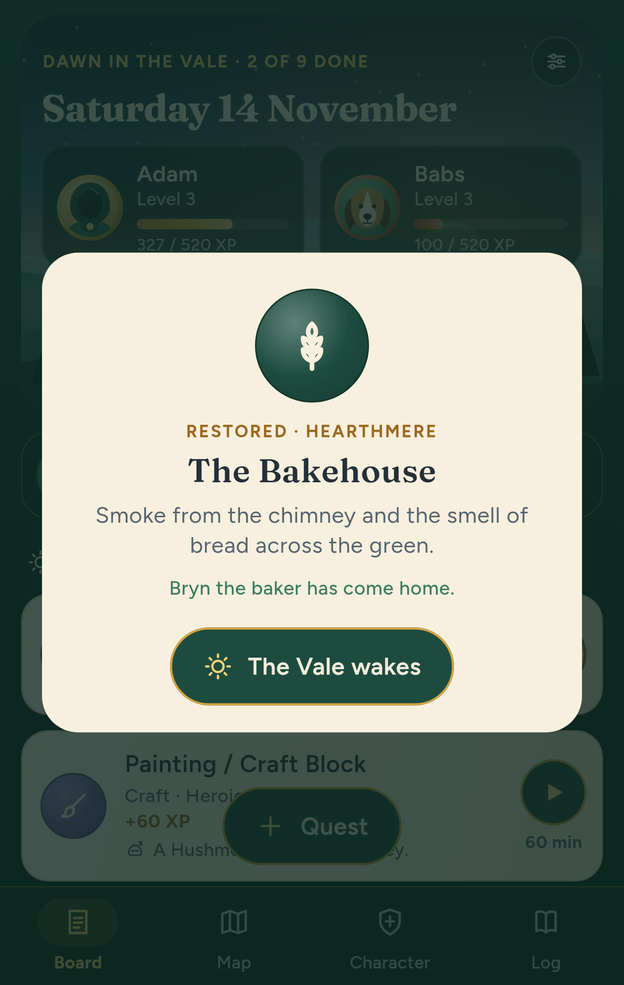 DAWN IN THE VALE · 2 OF 9 DONE
Saturday 14 November
Adam
Level 3
327 / 520 XP
Babs
Level 3
100 / 520 XP
RESTORED · HEARTHMERE
The Bakehouse
Smoke from the chimney and the smell of
bread across the green.
Bryn the baker has come home.
The Vale wakes
Painting / Craft Block
Craft ·
+60 XP
A
60 min
Quest
Board
Map
Character
Log